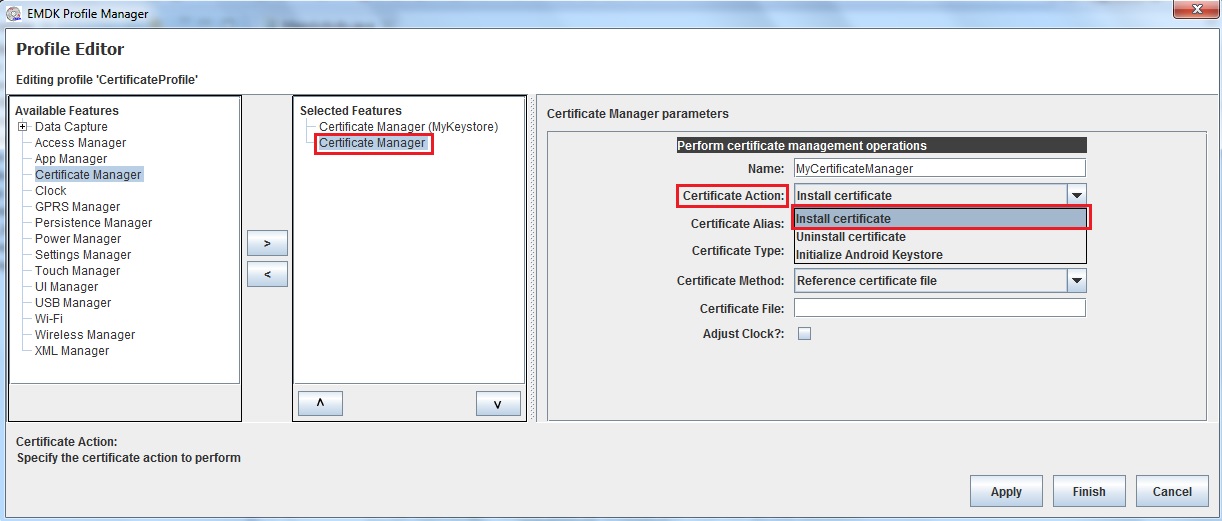 EMDK Profile Manager
Profile Editor
Editing profile 'CertificateProfile'
Available Features
Data Capture
Access Manager
App Manager
Certificate Manager
Clock
GPRS Manager
Persistence Manager
Power Manager
Settings Manager
Touch Manager
UI Manager
USB Manager
Wi-Fi
Wireless Manager
XML Manager
>
<
Selected Features
Certificate Manager (MyKeystore)
Certificate Manager
^
v
Certificate Manager parameters
Perform certificate management operations
Name: MyCertificateManager
Certificate Action: Install certificate
Install certificate
Certificate Alias:
Uninstall certificate
Certificate Type:
Initialize Android Keystore
Certificate Method: Reference certificate file
Certificate File:
Adjust Clock?:
Certificate Action:
Specify the certificate action to perform
Apply Finish Cancel